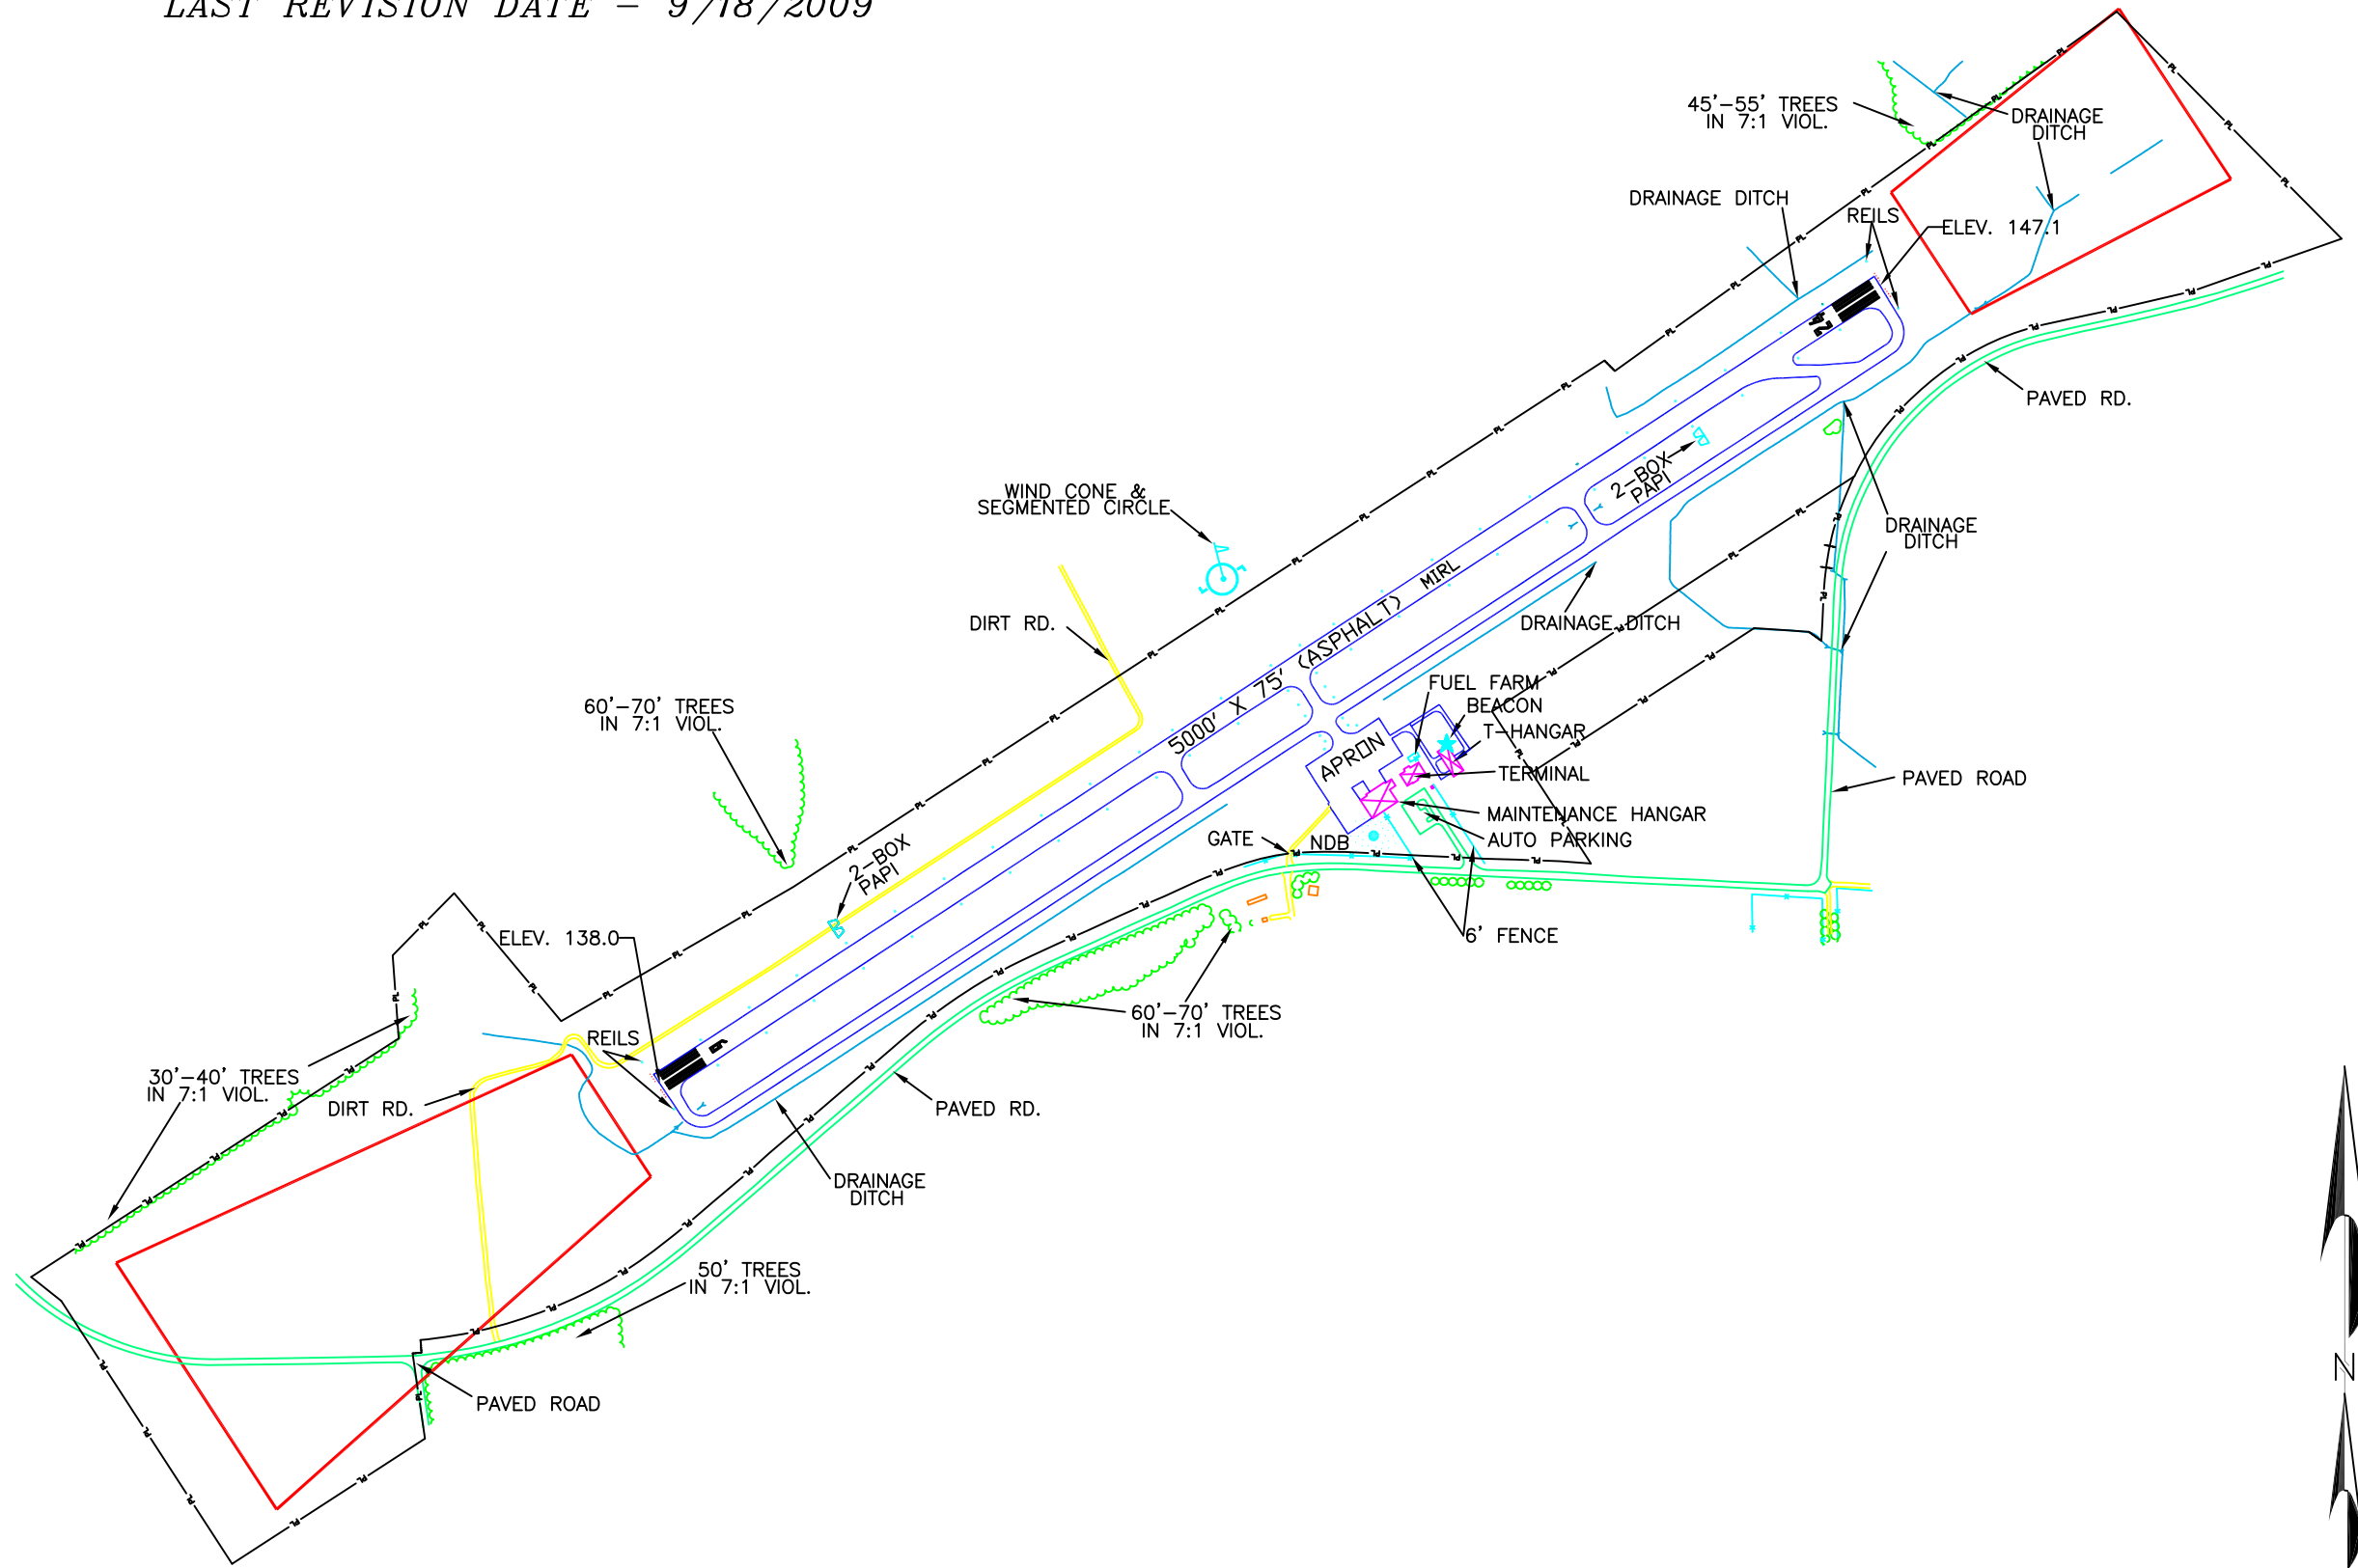 LAST REVISION DATE - 9/18/2009
45'-55' TREES
IN 7:1 VIOL.
DRAINAGE
DITCH
DRAINAGE DITCH
REILS
ELEV. 147.1
24
PAVED RD.
2-BOX
PAPI
WIND CONE &
SEGMENTED CIRCLE
DRAINAGE
DITCH
DIRT RD.
5000' X 75' (ASPHALT) MIRL
DRAINAGE DITCH
60'-70' TREES
IN 7:1 VIOL.
FUEL FARM
BEACON
T-HANGAR
APRON
TERMINAL
PAVED ROAD
MAINTENANCE HANGAR
AUTO PARKING
GATE
NDB
2-BOX
PAPI
ELEV. 138.0
6' FENCE
60'-70' TREES
IN 7:1 VIOL.
REILS
6
30'-40' TREES
IN 7:1 VIOL.
DIRT RD.
PAVED RD.
DRAINAGE
DITCH
50' TREES
IN 7:1 VIOL.
PAVED ROAD
N
PL